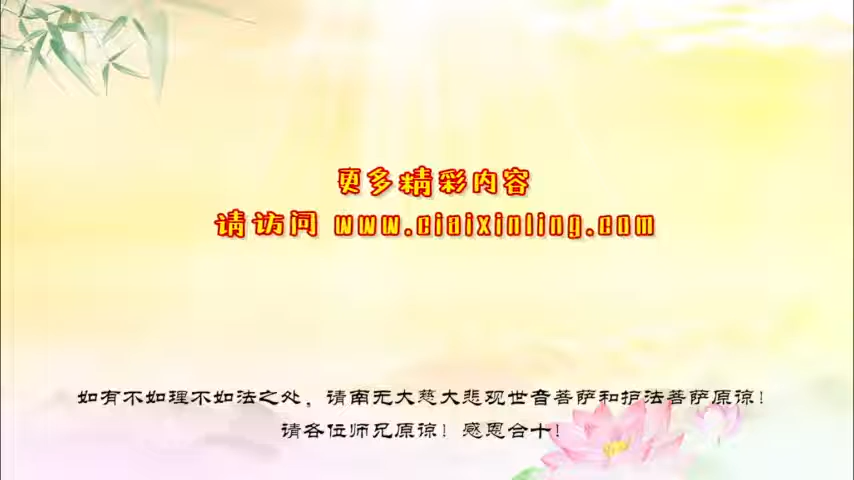 更多精彩内容
请访问 www.ciaixinling.com
如有不如理不如法之处，请南无大慈大悲观世音菩萨和护法菩萨原谅！
请各位师兄原谅！感恩合十！